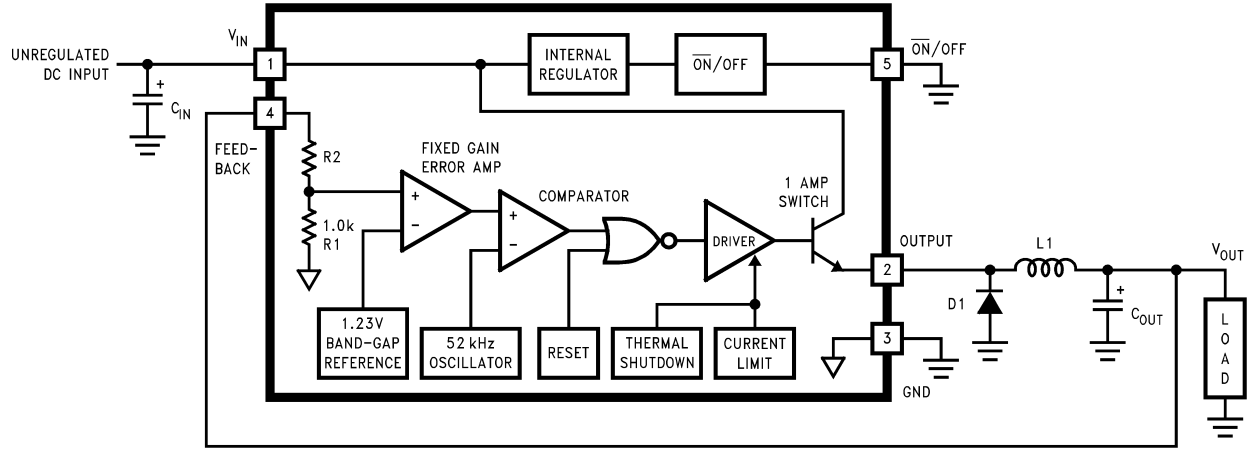 UNREGULATED
DC INPUT
V_IN
+
C_IN
1
4
FEED-
BACK
R2
1.0k
R1
INTERNAL
REGULATOR
O̅N̅/OFF
5
O̅N̅/OFF
FIXED GAIN
ERROR AMP
+
−
COMPARATOR
+
−
DRIVER
1 AMP
SWITCH
OUTPUT
2
3
GND
1.23V
BAND-GAP
REFERENCE
52 kHz
OSCILLATOR
RESET
THERMAL
SHUTDOWN
CURRENT
LIMIT
D1
L1
+
C_OUT
V_OUT
L
O
A
D